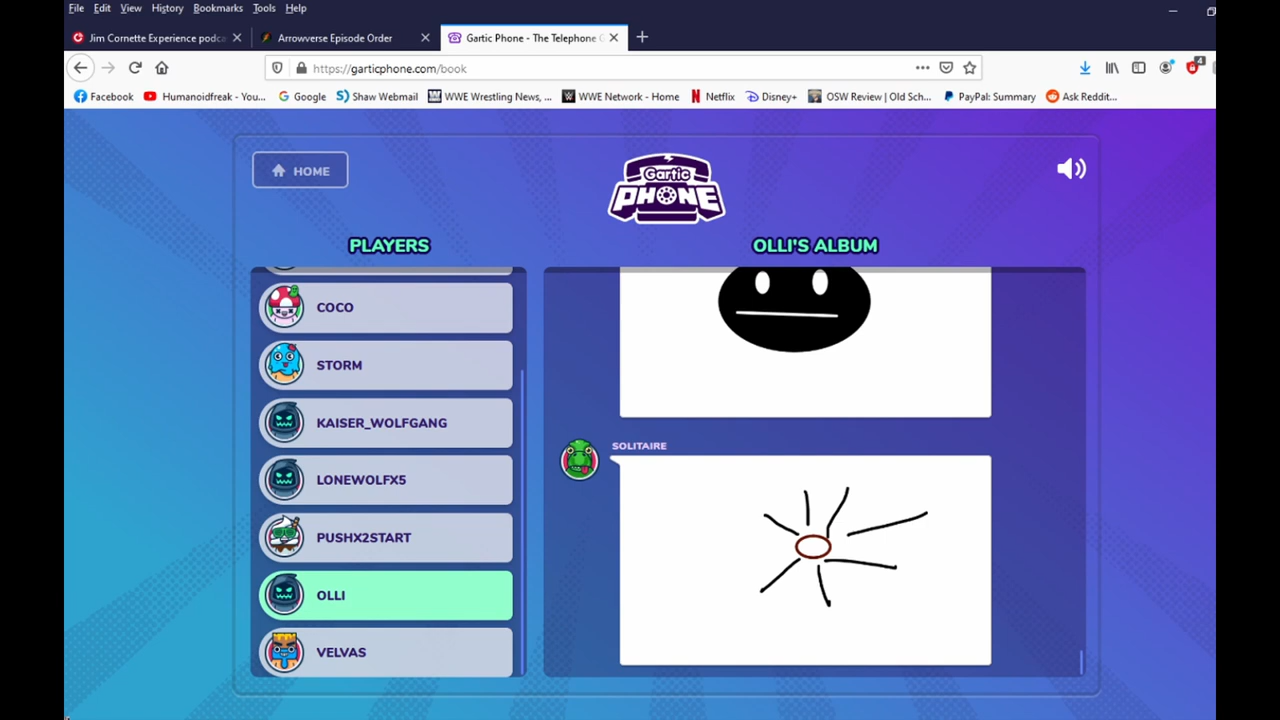 File Edit View History Bookmarks Tools Help
Jim Cornette Experience podca Arrowverse Episode Order Gartic Phone - The Telephone G
https://garticphone.com/book
4
Facebook Humanoidfreak - You... Google Shaw Webmail WWE Wrestling News, ... WWE Network - Home Netflix Disney+ OSW Review | Old Sch... PayPal: Summary Ask Reddit...
HOME
Gartic
PHONE
PLAYERS
OLLI'S ALBUM
COCO
STORM
KAISER_WOLFGANG
SOLITAIRE
LONEWOLFX5
PUSHX2START
OLLI
VELVAS